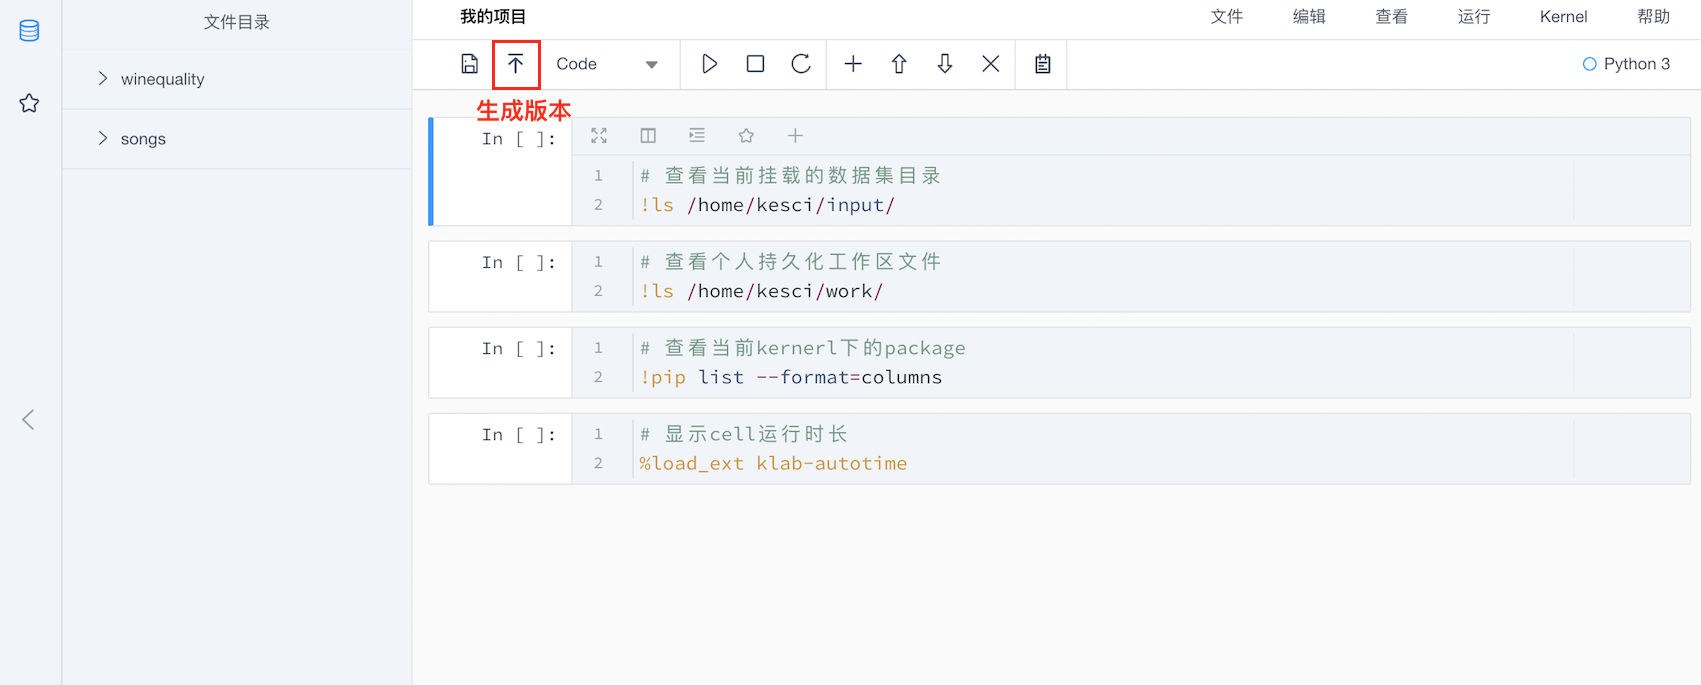 文件目录
winequality
songs
我的项目
文件 编辑 查看 运行 Kernel 帮助
Code
Python 3
生成版本
In [ ]:
1 # 查看当前挂载的数据集目录
2 !ls /home/kesci/input/
In [ ]:
1 # 查看个人持久化工作区文件
2 !ls /home/kesci/work/
In [ ]:
1 # 查看当前kernerl下的package
2 !pip list --format=columns
In [ ]:
1 # 显示cell运行时长
2 %load_ext klab-autotime